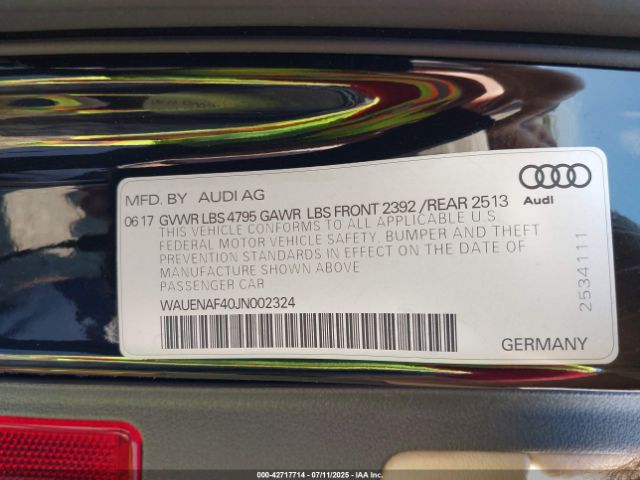 MFD. BY AUDI AG
06 17 GVWR LBS 4795 GAWR LBS FRONT 2392 / REAR 2513
THIS VEHICLE CONFORMS TO ALL APPLICABLE U S
FEDERAL MOTOR VEHICLE SAFETY, BUMPER AND THEFT
PREVENTION STANDARDS IN EFFECT ON THE DATE OF
MANUFACTURE SHOWN ABOVE
PASSENGER CAR
WAUENAF40JN002324
Audi
2534111
GERMANY
000-42717714 - 07/11/2025 - IAA, LLC